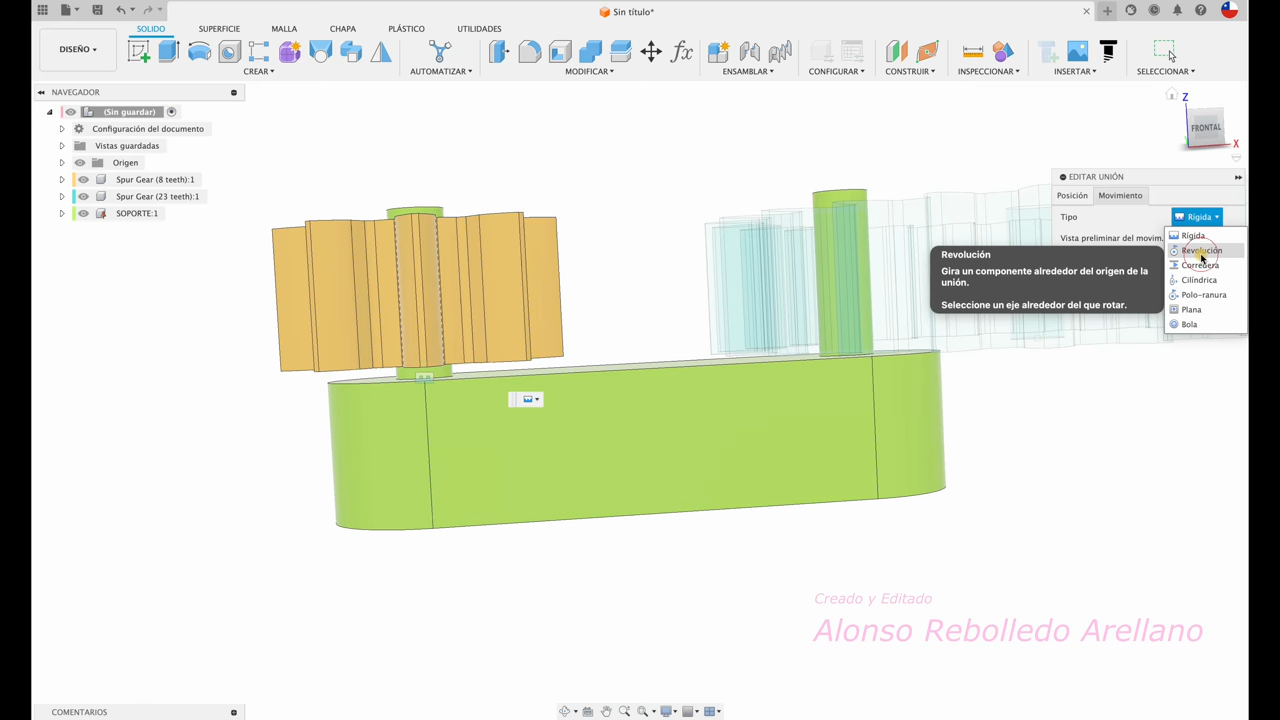 Sin título*
DISEÑO
SOLIDO
SUPERFICIE
MALLA
CHAPA
PLÁSTICO
UTILIDADES
CREAR
AUTOMATIZAR
MODIFICAR
ENSAMBLAR
CONFIGURAR
CONSTRUIR
INSPECCIONAR
INSERTAR
SELECCIONAR
NAVEGADOR
(Sin guardar)
Configuración del documento
Vistas guardadas
Origen
Spur Gear (8 teeth):1
Spur Gear (23 teeth):1
SOPORTE:1
Z
FRONTAL
X
EDITAR UNIÓN
Posición
Movimiento
Tipo
Rígida
Vista preliminar del movim.
Rígida
Revolución
Corredera
Cilíndrica
Polo-ranura
Plana
Bola
Revolución
Gira un componente alrededor del origen de la
unión.
Seleccione un eje alrededor del que rotar.
Creado y Editado
Alonso Rebolledo Arellano
COMENTARIOS